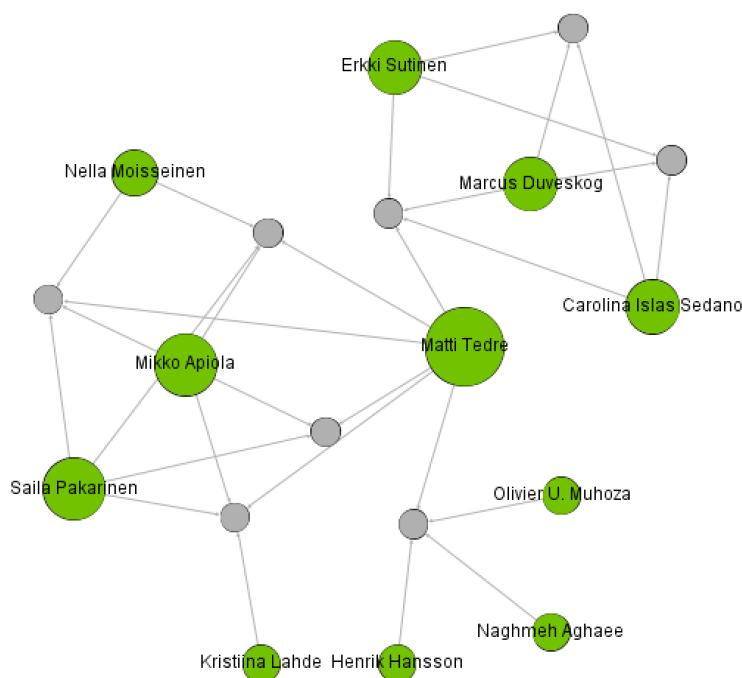 Erkki Sutinen
Nella Moisseinen
Marcus Duveskog
Carolina Islas Sedano
Matti Tedre
Mikko Apiola
Saila Pakarinen
Olivier U. Muhoza
Naghmeh Aghaee
Kristiina Lahde
Henrik Hansson